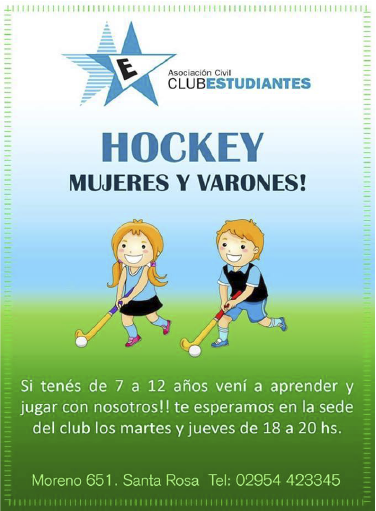 E
Asociación Civil
CLUBESTUDIANTES
HOCKEY
MUJERES Y VARONES!
Si tenés de 7 a 12 años vení a aprender y
jugar con nosotros!! te esperamos en la sede
del club los martes y jueves de 18 a 20 hs.
Moreno 651. Santa Rosa Tel: 02954 423345